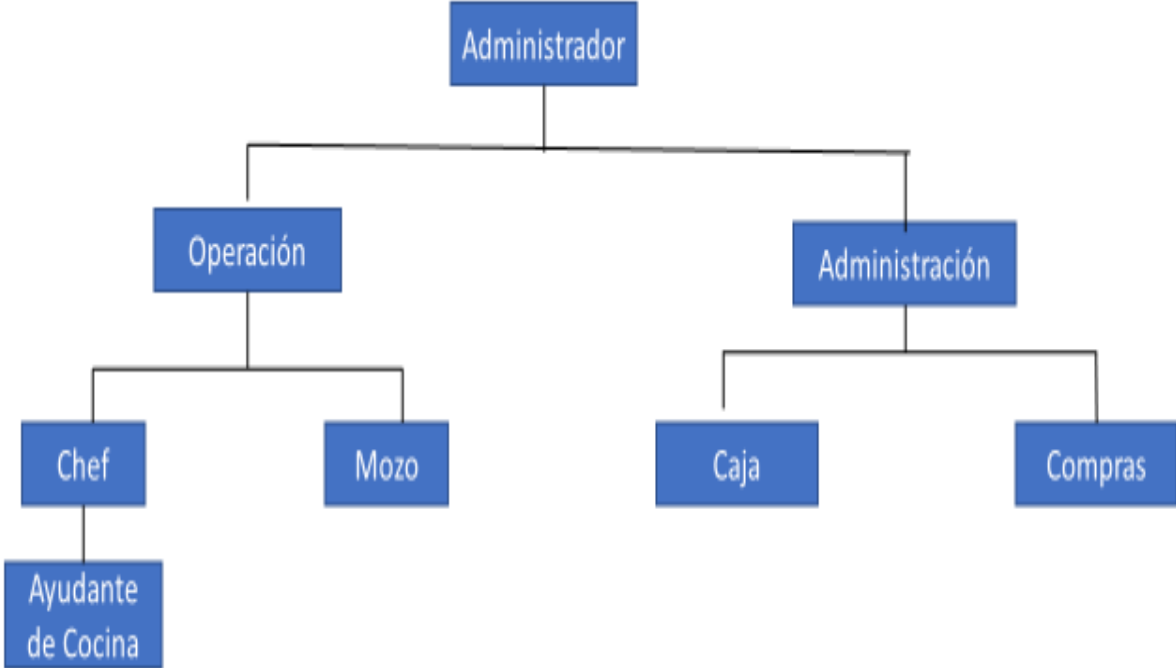 Administrador
Operación
Administración
Chef
Mozo
Caja
Compras
Ayudante
de Cocina